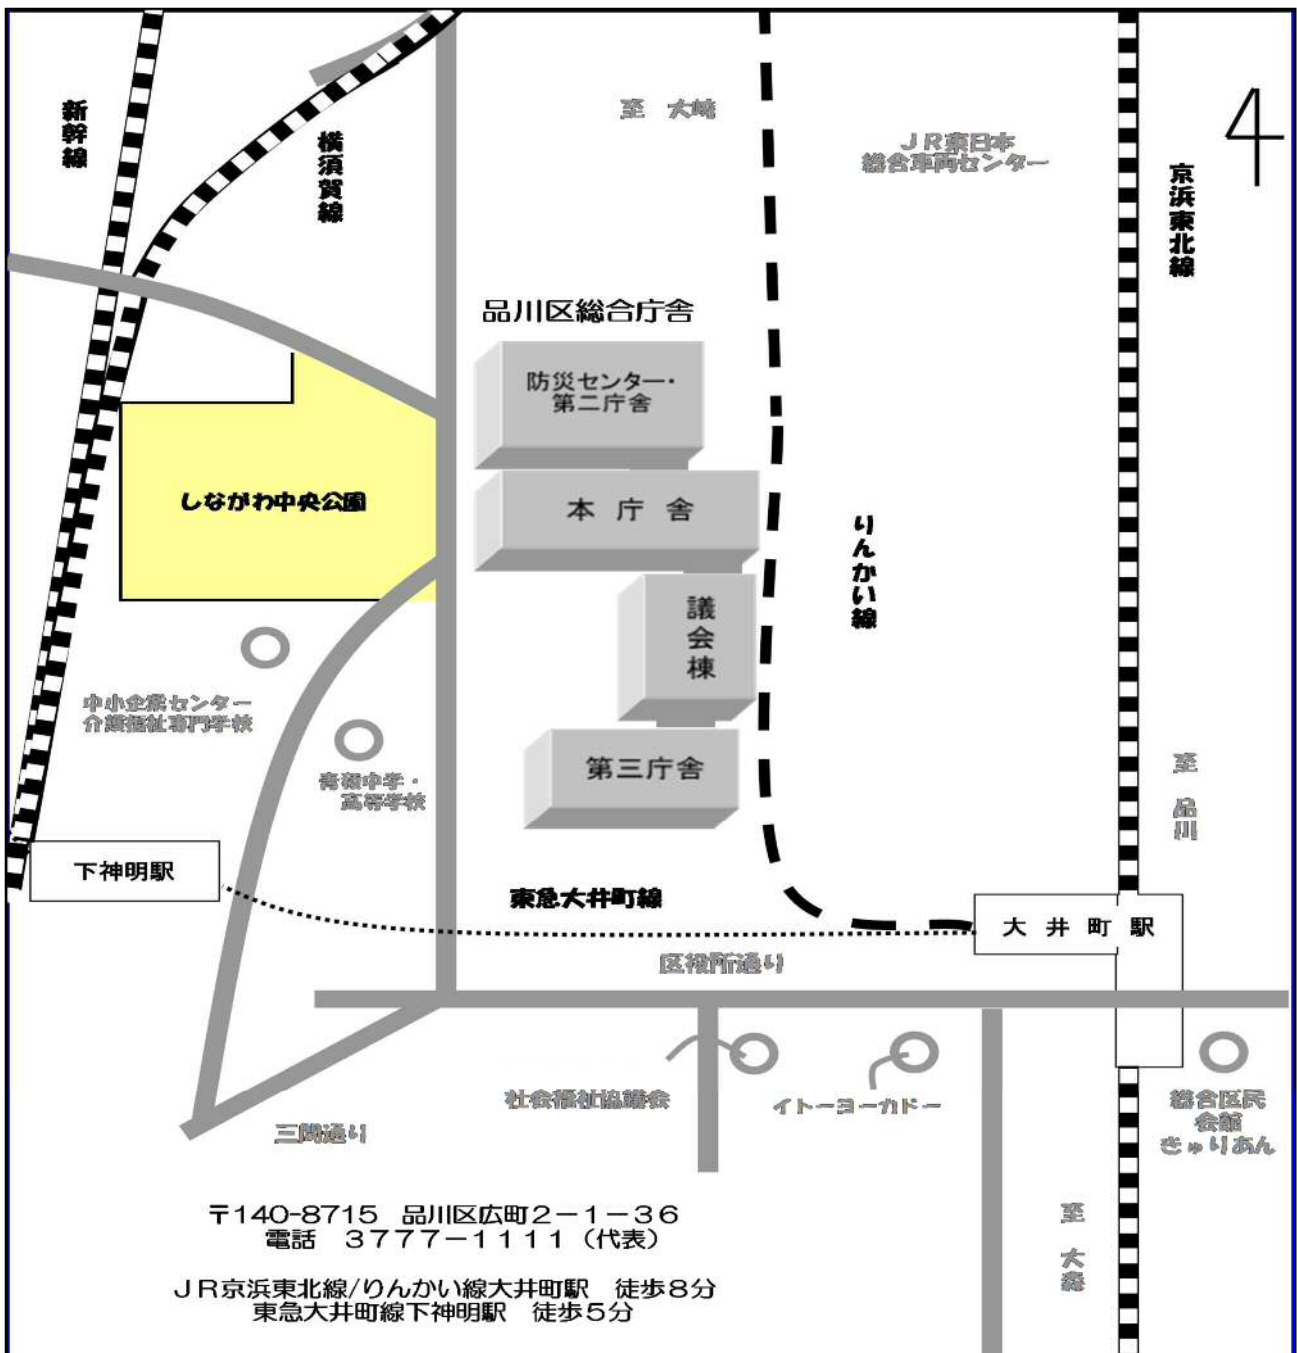 新幹線
横須賀線
至 大崎
JR東日本
総合車両センター
京浜東北線
品川区総合庁舎
防災センター・
第二庁舎
しながわ中央公園
本庁舎
りんかい線
議会棟
中小企業センター
介護福祉専門学校
青稜中学・
高等学校
第三庁舎
至 品川
下神明駅
東急大井町線
大井町駅
区役所通り
社会福祉協議会
イトーヨーカドー
総合区民
会館
きゅりあん
三間通り
〒140-8715 品川区広町2-1-36
電話 3777-1111(代表)
至 大森
JR京浜東北線/りんかい線大井町駅 徒歩8分
東急大井町線下神明駅 徒歩5分